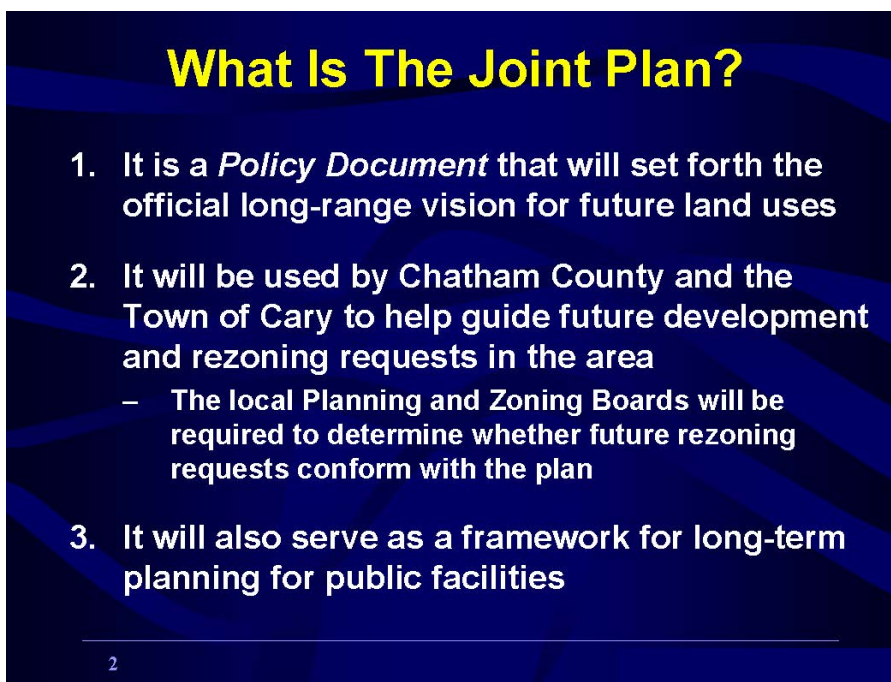 What Is The Joint Plan?
1. It is a Policy Document that will set forth the
official long-range vision for future land uses
2. It will be used by Chatham County and the
Town of Cary to help guide future development
and rezoning requests in the area
– The local Planning and Zoning Boards will be
required to determine whether future rezoning
requests conform with the plan
3. It will also serve as a framework for long-term
planning for public facilities
2